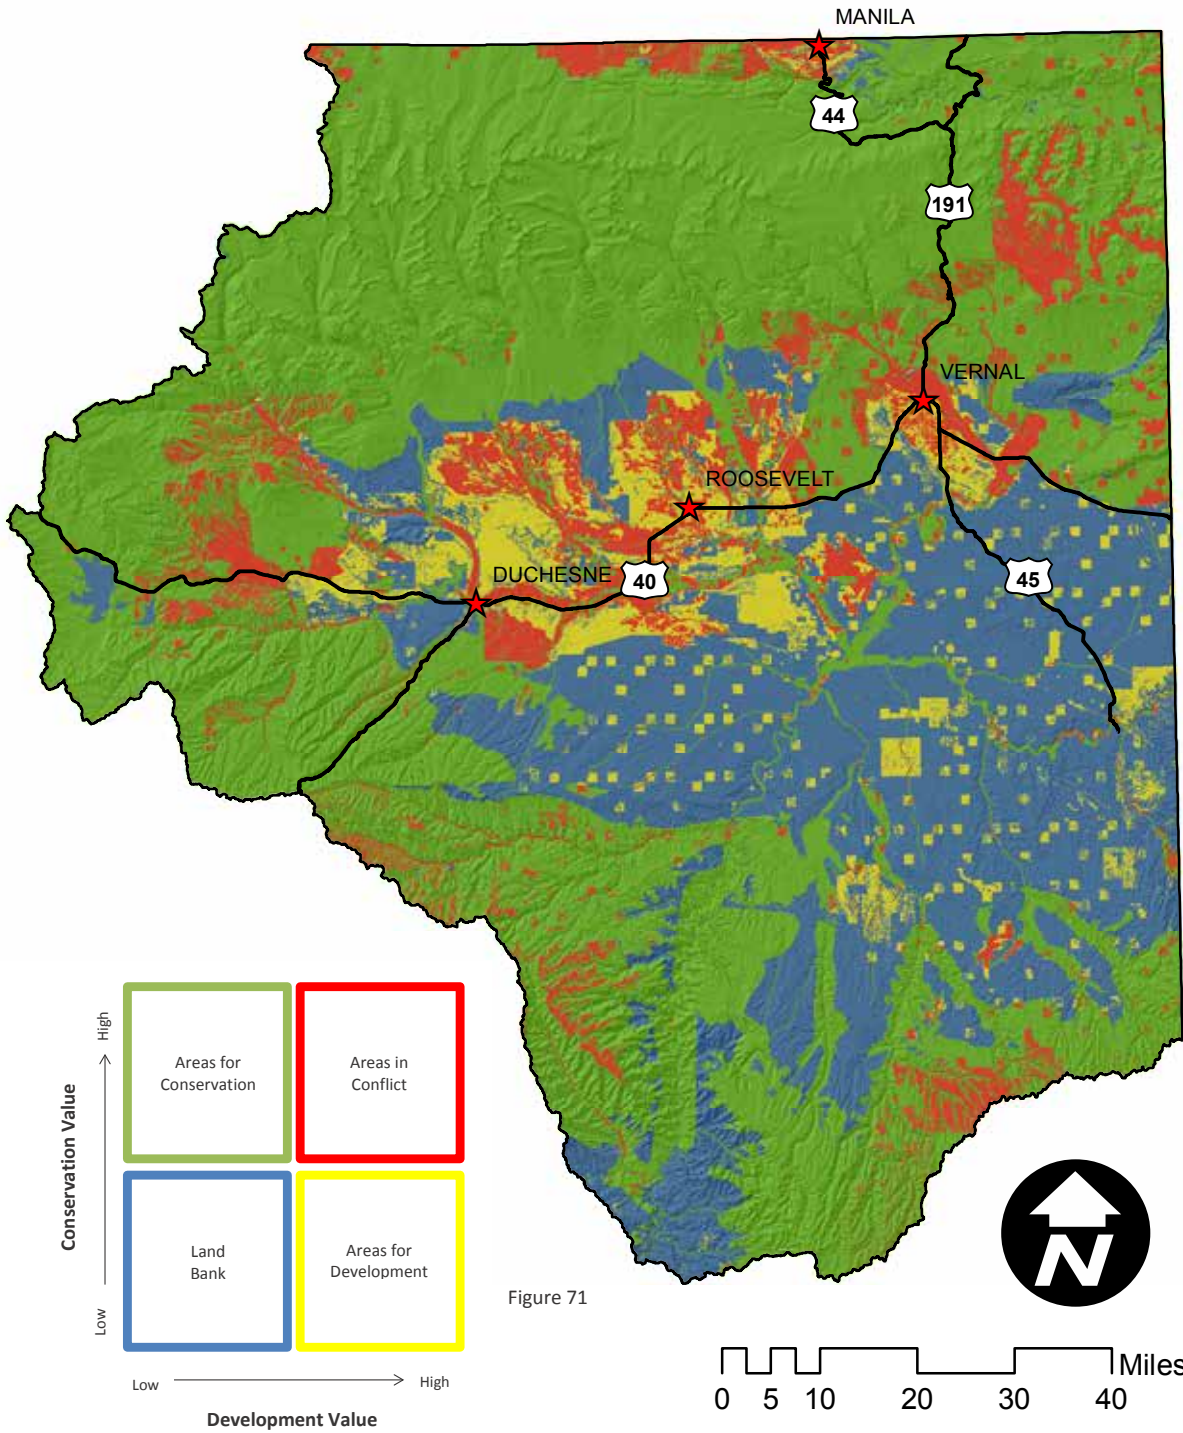 MANILA
44
191
VERNAL
ROOSEVELT
DUCHESNE
40
45
High
Areas for
Conservation
Areas in
Conflict
Conservation Value
Land
Bank
Areas for
Development
Low
Low
High
Development Value
Figure 71
N
Miles
0 5 10 20 30 40